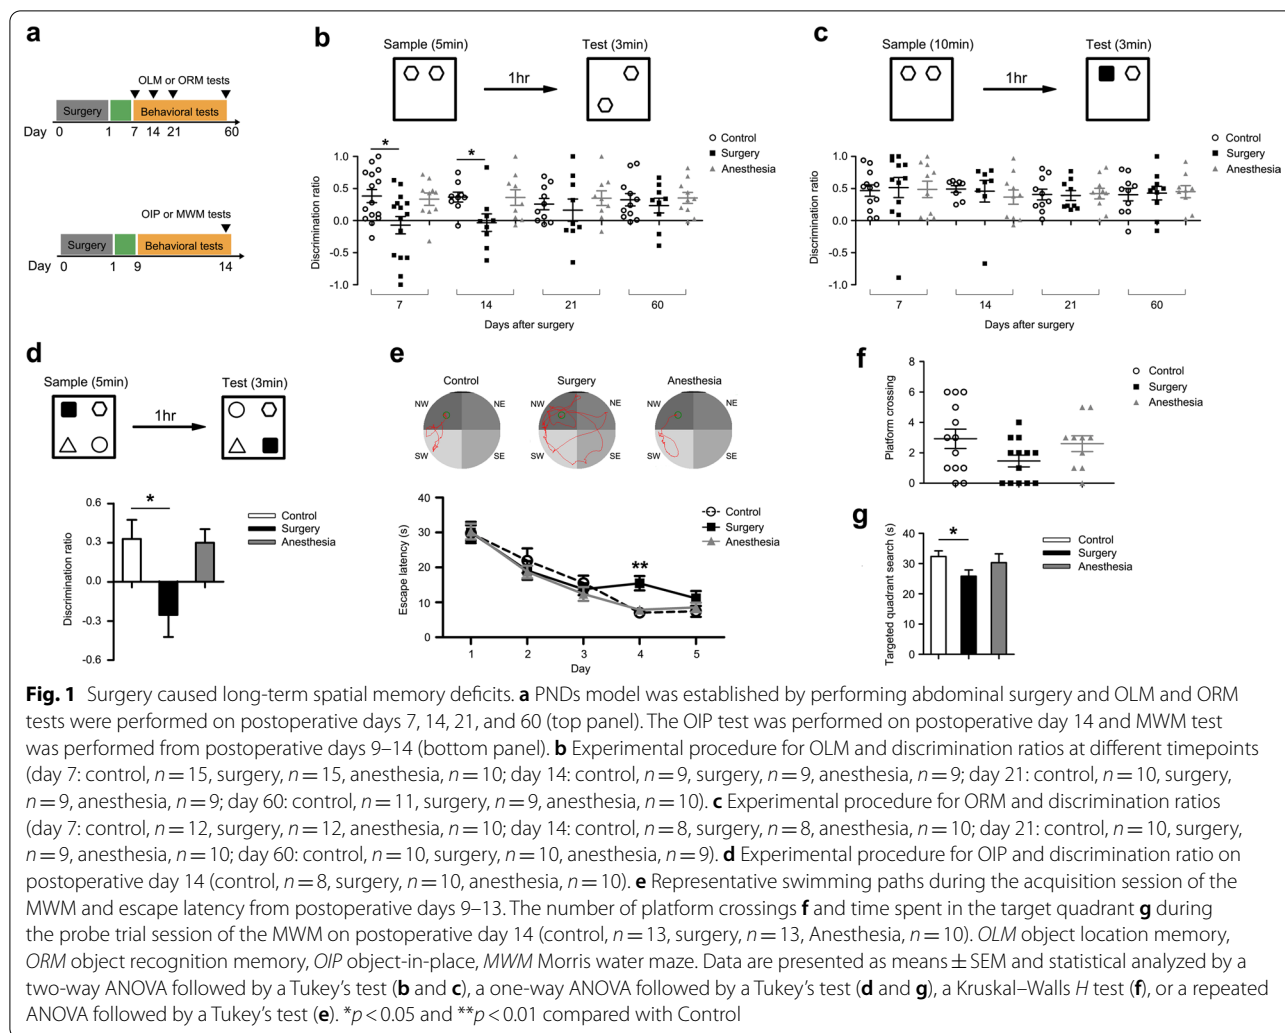 a
OLM or ORM tests
Surgery
Behavioral tests
Day
0
1
7
14
21
60
OIP or MWM tests
Surgery
Behavioral tests
Day
0
1
9
14
b
Sample (5min)
Test (3min)
1hr
Control
Surgery
Anesthesia
*
*
1.0
0.5
0.0
-0.5
-1.0
Discrimination ratio
7
14
21
60
Days after surgery
c
Sample (10min)
Test (3min)
1hr
Control
Surgery
Anesthesia
1.0
0.5
0.0
-0.5
-1.0
Discrimination ratio
7
14
21
60
Days after surgery
d
Sample (5min)
Test (3min)
1hr
0.6
0.3
0.0
-0.3
-0.6
Discrimination ratio
*
Control
Surgery
Anesthesia
e
Control
Surgery
Anesthesia
NW
NE
SW
SE
NW
NE
SW
SE
NW
NE
SW
SE
40
30
20
10
0
Escape latency (s)
**
Control
Surgery
Anesthesia
1
2
3
4
5
Day
f
8
6
4
2
0
Platform crossing
Control
Surgery
Anesthesia
g
40
30
20
10
0
Targeted quadrant search (s)
*
Control
Surgery
Anesthesia
Fig. 1 Surgery caused long-term spatial memory deficits. a PNDs model was established by performing abdominal surgery and OLM and ORM
tests were performed on postoperative days 7, 14, 21, and 60 (top panel). The OIP test was performed on postoperative day 14 and MWM test
was performed from postoperative days 9–14 (bottom panel). b Experimental procedure for OLM and discrimination ratios at different timepoints
(day 7: control, n = 15, surgery, n = 15, anesthesia, n = 10; day 14: control, n = 9, surgery, n = 9, anesthesia, n = 9; day 21: control, n = 10, surgery,
n = 9, anesthesia, n = 9; day 60: control, n = 11, surgery, n = 9, anesthesia, n = 10). c Experimental procedure for ORM and discrimination ratios
(day 7: control, n = 12, surgery, n = 12, anesthesia, n = 10; day 14: control, n = 8, surgery, n = 8, anesthesia, n = 10; day 21: control, n = 10, surgery,
n = 9, anesthesia, n = 10; day 60: control, n = 10, surgery, n = 10, anesthesia, n = 9). d Experimental procedure for OIP and discrimination ratio on
postoperative day 14 (control, n = 8, surgery, n = 10, anesthesia, n = 10). e Representative swimming paths during the acquisition session of the
MWM and escape latency from postoperative days 9–13. The number of platform crossings f and time spent in the target quadrant g during
the probe trial session of the MWM on postoperative day 14 (control, n = 13, surgery, n = 13, Anesthesia, n = 10). OLM object location memory,
ORM object recognition memory, OIP object-in-place, MWM Morris water maze. Data are presented as means ± SEM and statistical analyzed by a
two-way ANOVA followed by a Tukey's test (b and c), a one-way ANOVA followed by a Tukey's test (d and g), a Kruskal–Walls H test (f), or a repeated
ANOVA followed by a Tukey's test (e). *p < 0.05 and **p < 0.01 compared with Control